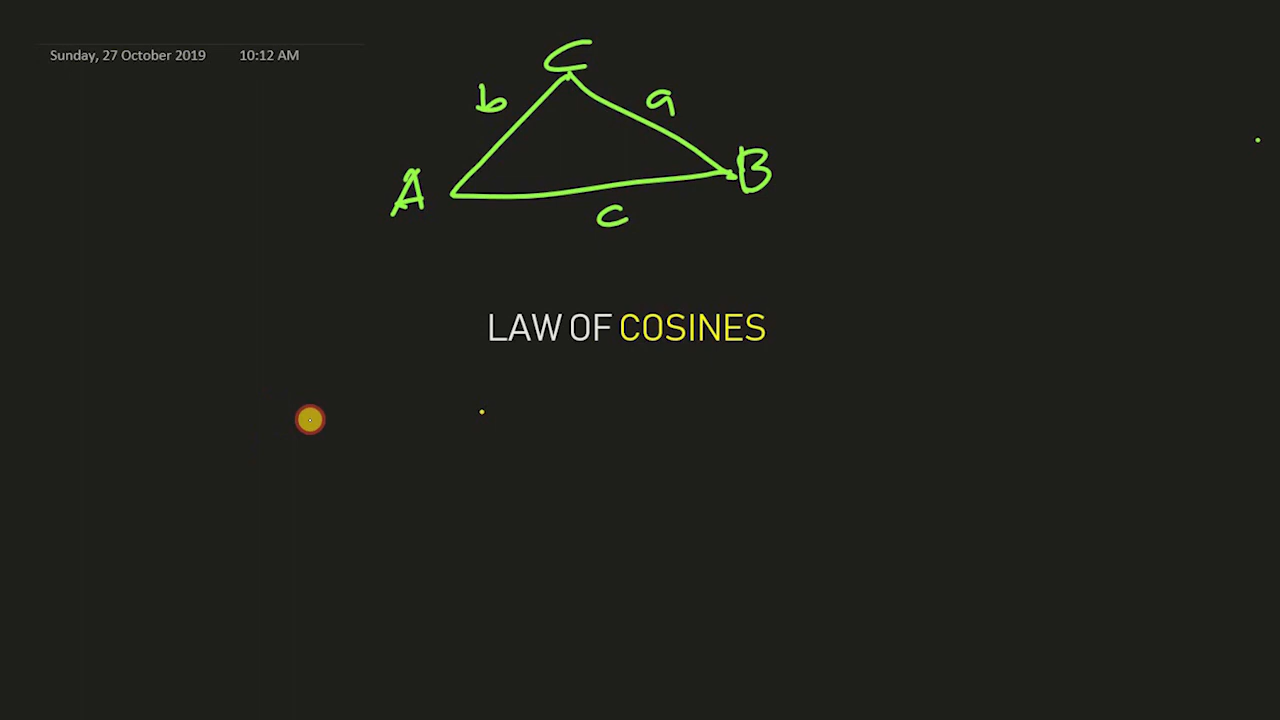 Sunday, 27 October 2019 10:12 AM
C
b a
A B
c
LAW OF COSINES